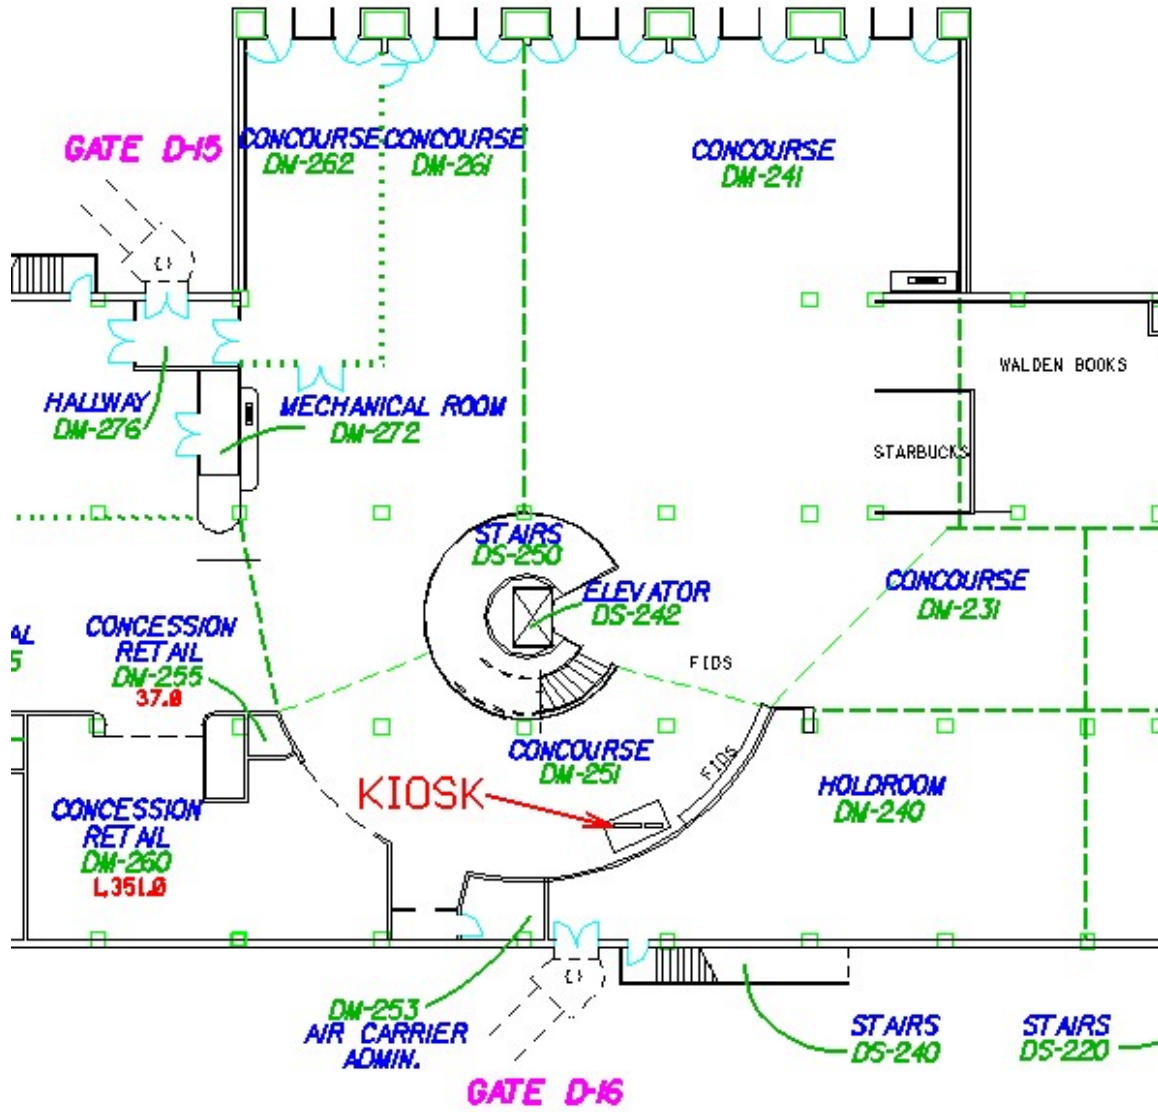 GATE D-15
CONCOURSE
DM-262
CONCOURSE
DM-261
CONCOURSE
DM-241
WALDEN BOOKS
HALLWAY
DM-276
MECHANICAL ROOM
DM-272
STARBUCKS
STAIRS
DS-250
ELEVATOR
DS-242
CONCOURSE
DM-231
AL
5
CONCESSION
RETAIL
DM-255
37.0
FIDS
FIDS
CONCOURSE
DM-251
KIOSK
HOLDROOM
DM-240
CONCESSION
RETAIL
DM-260
1,351.0
DM-253
AIR CARRIER
ADMIN.
STAIRS
DS-240
STAIRS
DS-220
GATE D-16